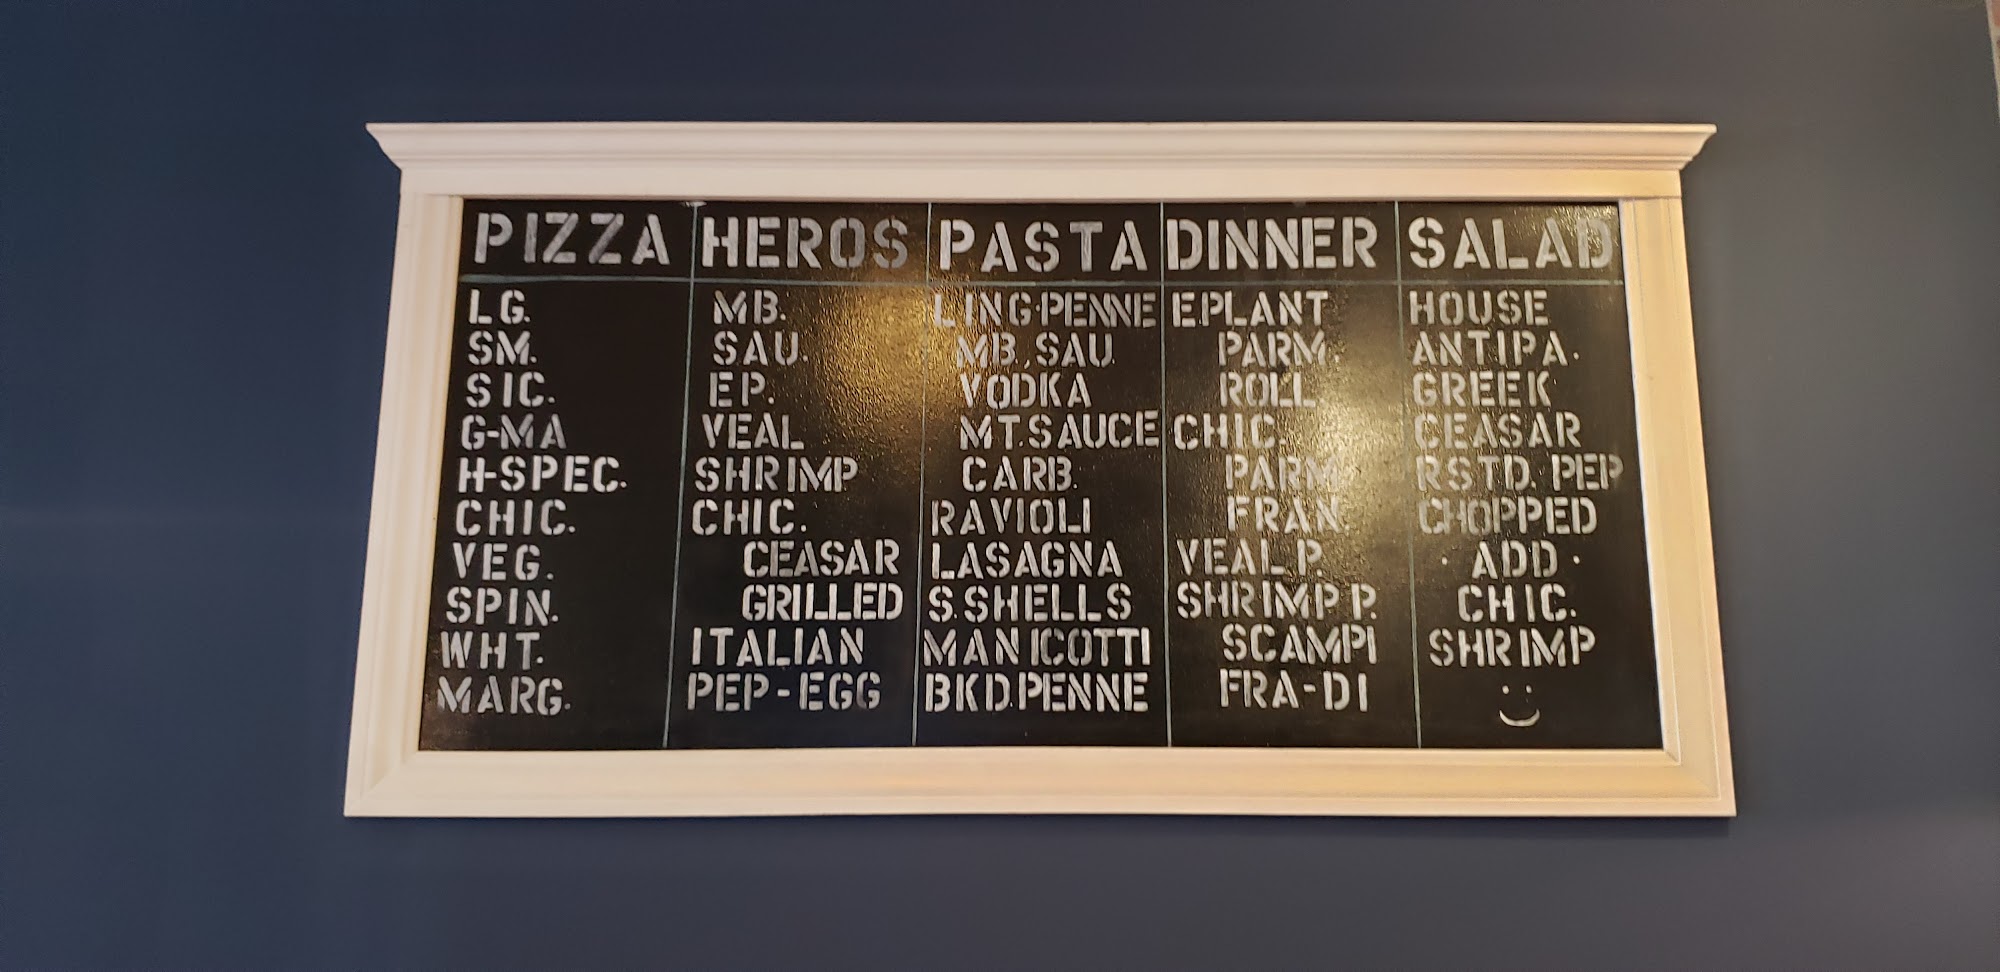 PIZZA
LG.
SM.
SIC.
G-MA
H-SPEC.
CHIC.
VEG.
SPIN.
WHT.
MARG.
HEROS
MB.
SAU.
EP.
VEAL
SHRIMP
CHIC.
CEASAR
GRILLED
ITALIAN
PEP-EGG
PASTA
LING·PENNE
MB, SAU
VODKA
MT.SAUCE
CARB.
RAVIOLI
LASAGNA
S.SHELLS
MANICOTTI
BKD.PENNE
DINNER
EPLANT
PARM.
ROLL
CHIC.
PARM
FRAN.
VEAL P.
SHRIMP P.
SCAMPI
FRA-DI
SALAD
HOUSE
ANTIPA.
GREEK
CEASAR
RSTD. PEP
CHOPPED
· ADD ·
CHIC.
SHRIMP